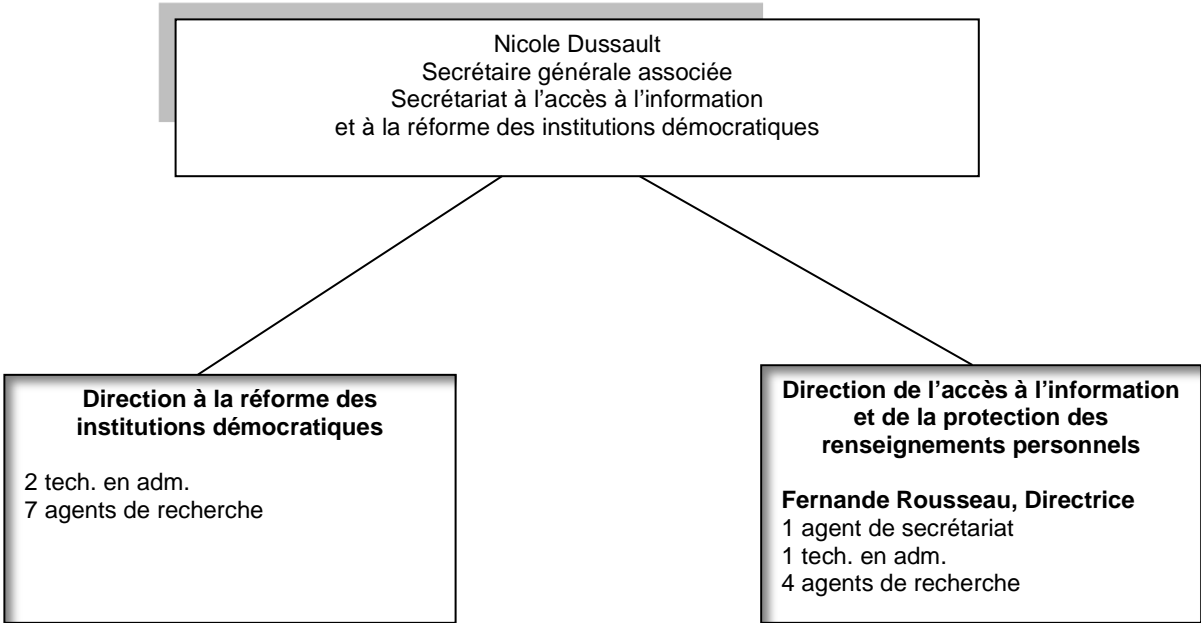 Nicole Dussault
Secrétaire générale associée
Secrétariat à l’accès à l’information
et à la réforme des institutions démocratiques
Direction à la réforme des
institutions démocratiques
2 tech. en adm.
7 agents de recherche
Direction de l’accès à l’information
et de la protection des
renseignements personnels
Fernande Rousseau, Directrice
1 agent de secrétariat
1 tech. en adm.
4 agents de recherche